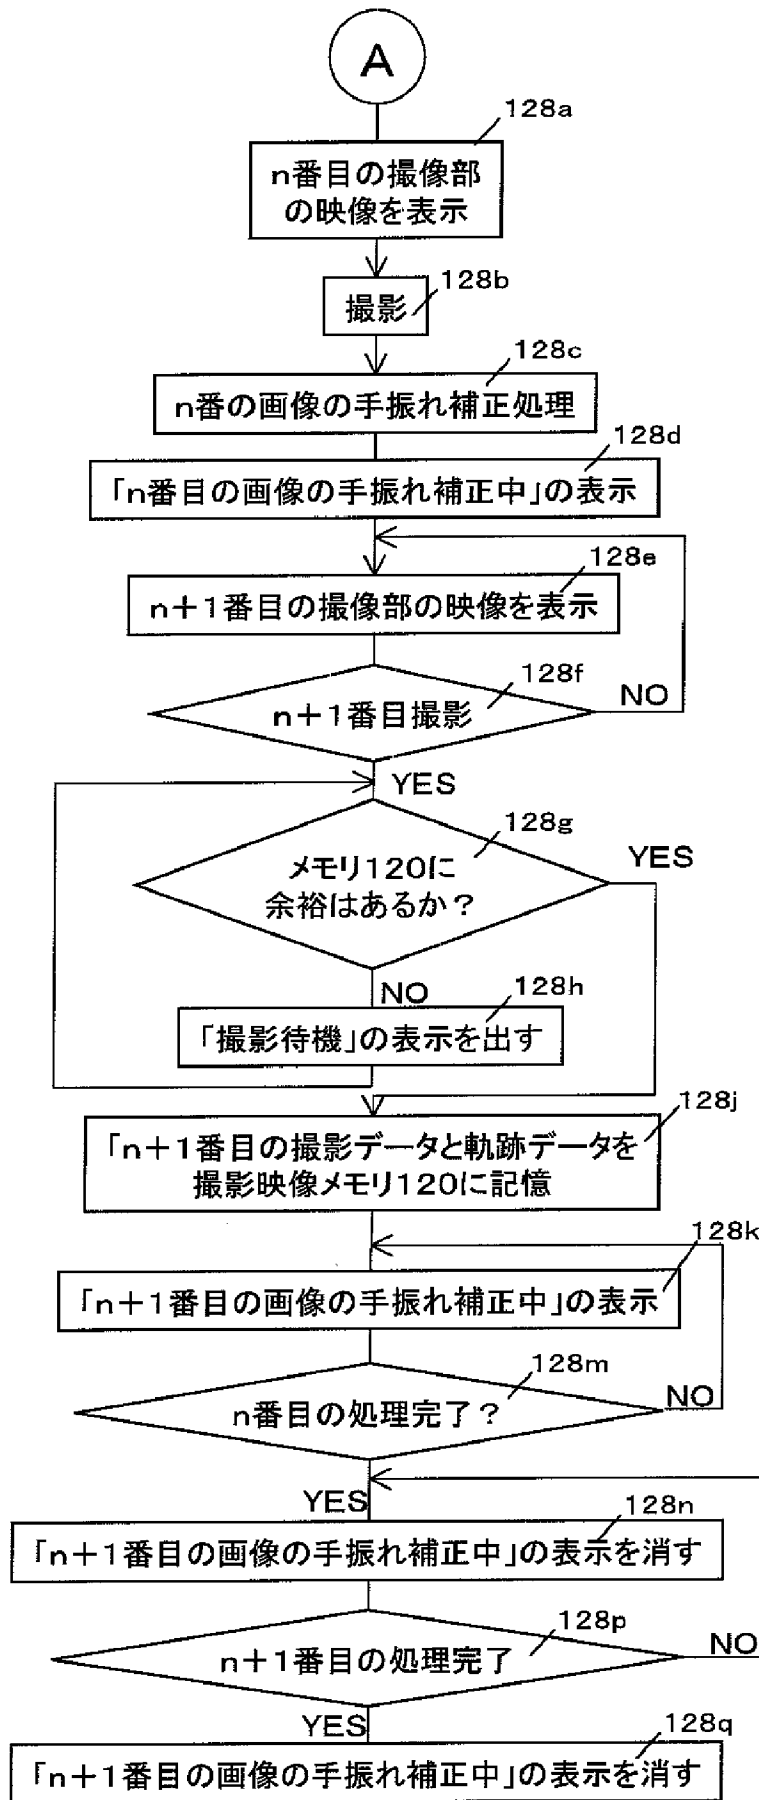 A
128a
n番目の撮像部
の映像を表示
128b
撮影
128c
n番の画像の手振れ補正処理
128d
「n番目の画像の手振れ補正中」の表示
128e
n+1番目の撮像部の映像を表示
128f
n+1番目撮影
NO
YES
128g
メモリ120に
余裕はあるか?
YES
NO
128h
「撮影待機」の表示を出す
128j
「n+1番目の撮影データと軌跡データを
撮影映像メモリ120に記憶
128k
「n+1番目の画像の手振れ補正中」の表示
128m
n番目の処理完了?
NO
YES
128n
「n+1番目の画像の手振れ補正中」の表示を消す
128p
n+1番目の処理完了
NO
YES
128q
「n+1番目の画像の手振れ補正中」の表示を消す